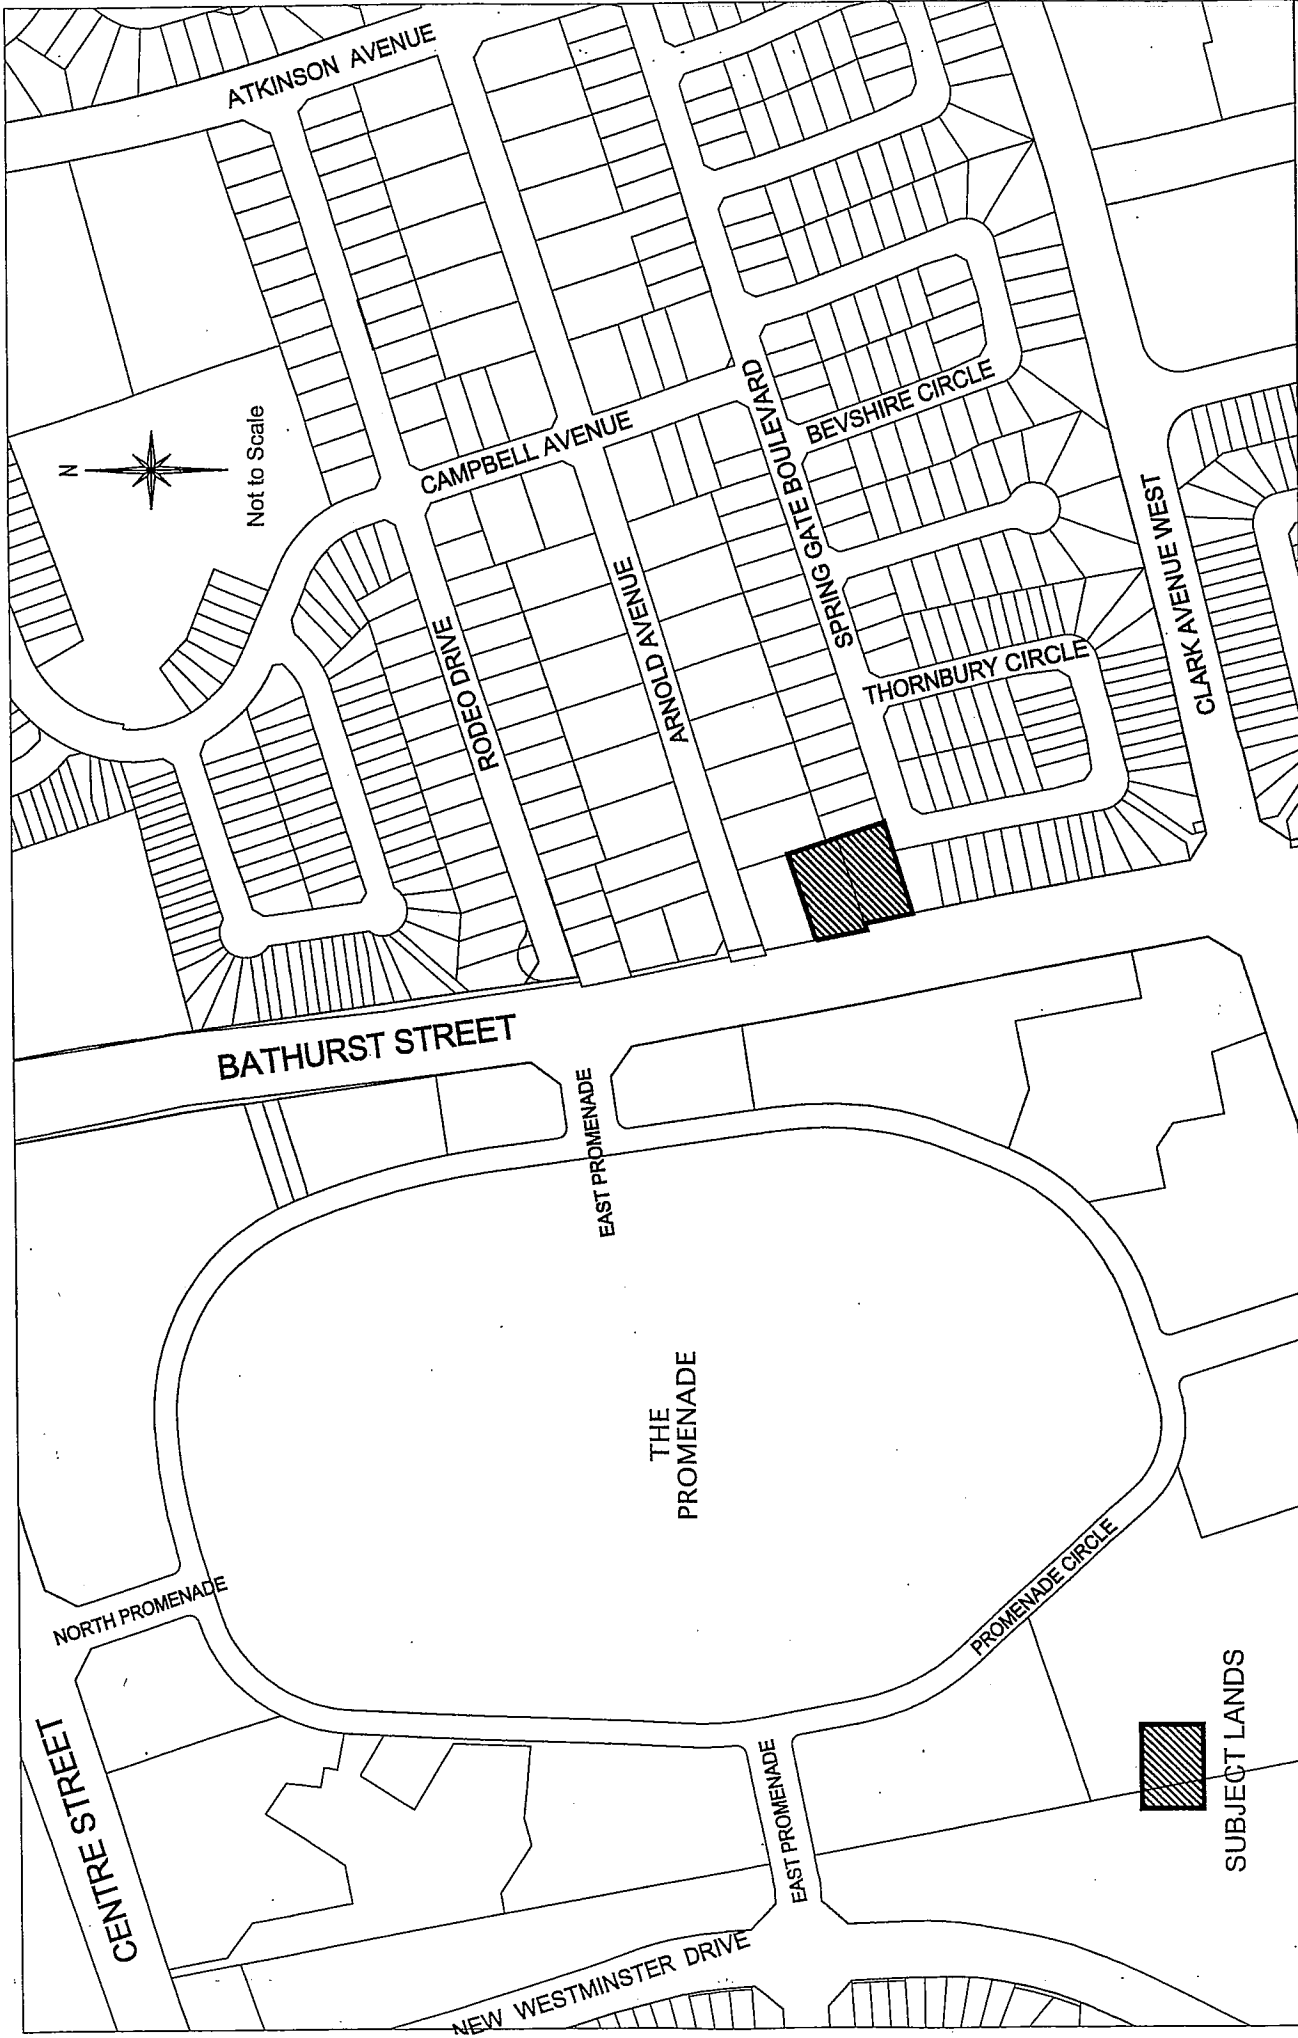 ATKINSON AVENUE
N
Not to Scale
CAMPBELL AVENUE
SPRING GATE BOULEVARD
BEVSHIRE CIRCLE
RODEO DRIVE
ARNOLD AVENUE
THORNBURY CIRCLE
CLARK AVENUE WEST
BATHURST STREET
EAST PROMENADE
THE
PROMENADE
NORTH PROMENADE
PROMENADE CIRCLE
CENTRE STREET
EAST PROMENADE
NEW WESTMINSTER DRIVE
SUBJECT LANDS